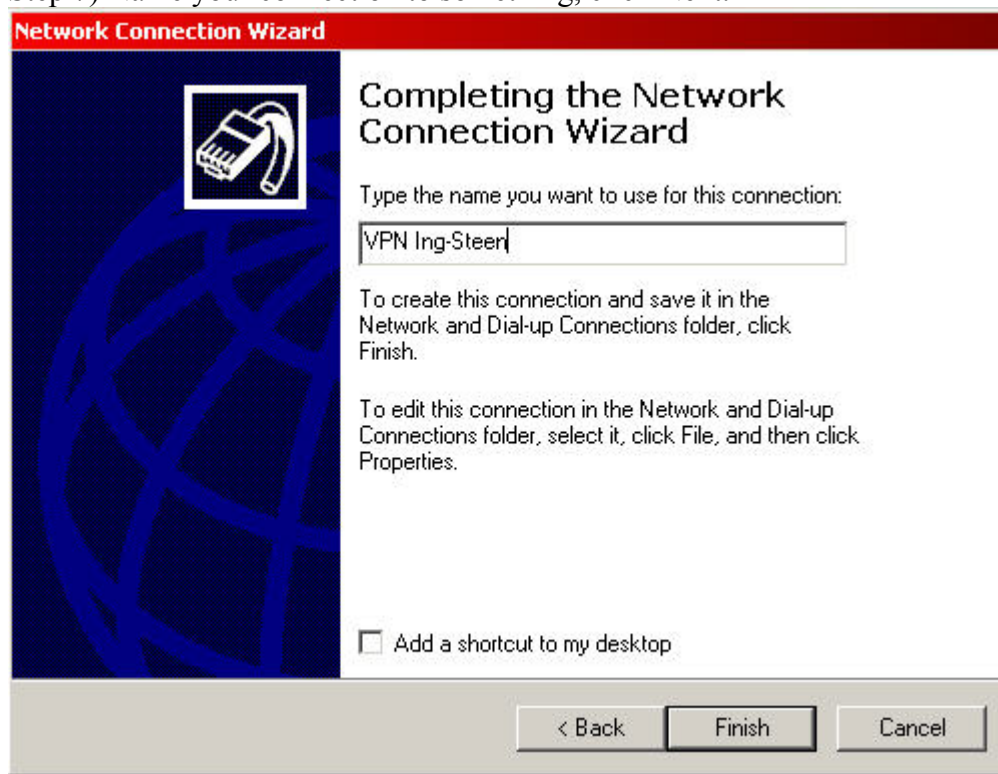 Network Connection Wizard
Completing the Network
Connection Wizard
Type the name you want to use for this connection:
VPN Ing-Steen
To create this connection and save it in the
Network and Dial-up Connections folder, click
Finish.
To edit this connection in the Network and Dial-up
Connections folder, select it, click File, and then click
Properties.
Add a shortcut to my desktop
< Back
Finish
Cancel